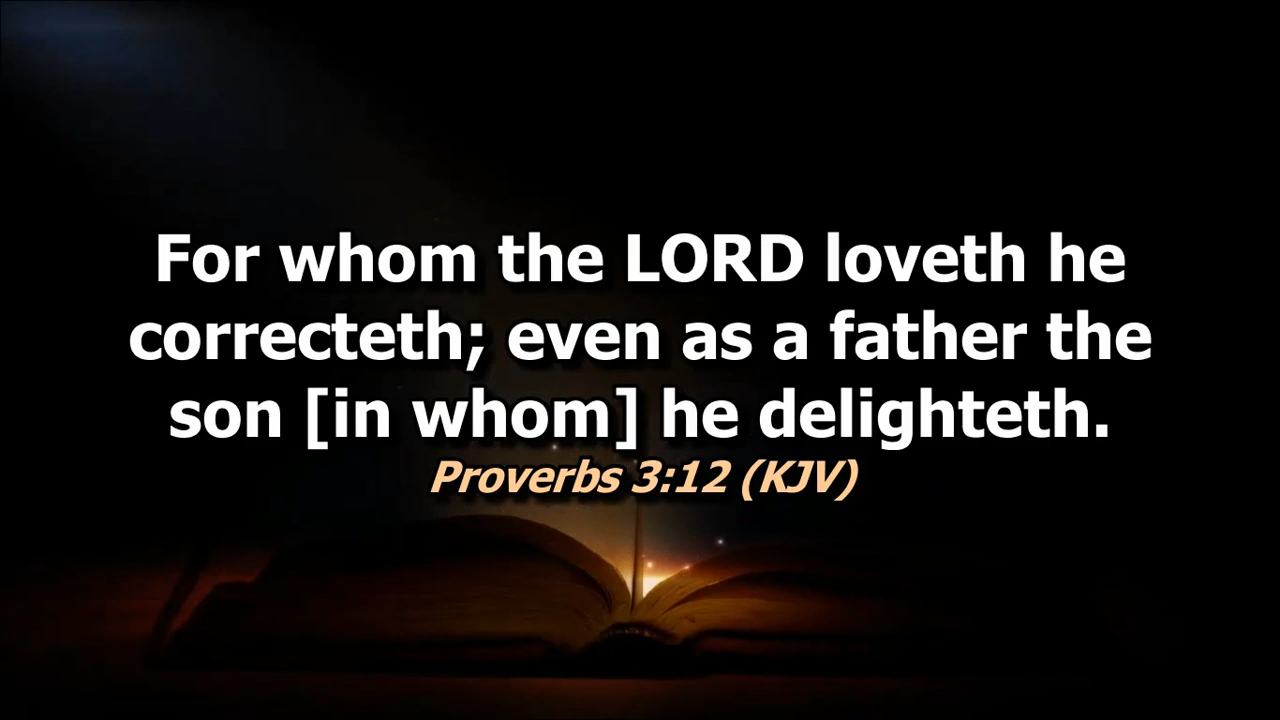 For whom the LORD loveth he
correcteth; even as a father the
son [in whom] he delighteth.
Proverbs 3:12 (KJV)